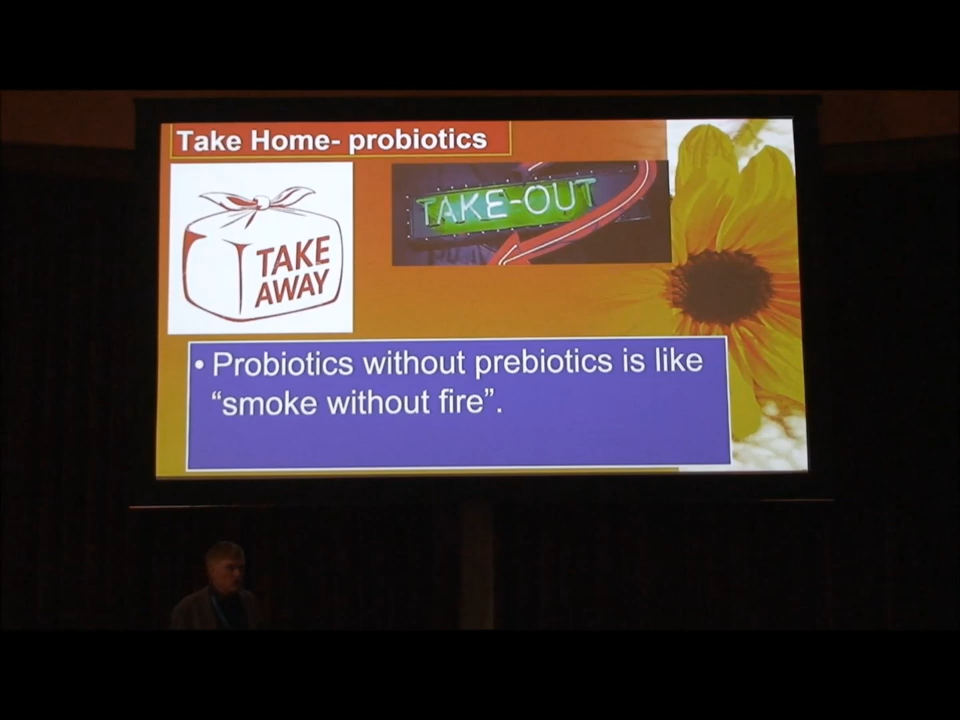 Take Home- probiotics
TAKE-OUT
TAKE
AWAY
• Probiotics without prebiotics is like
“smoke without fire”.